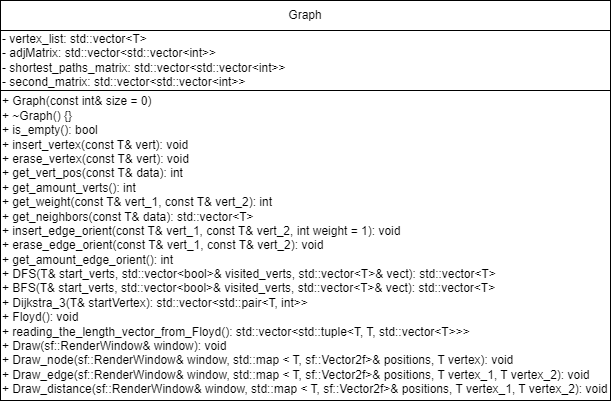 Graph
- vertex_list: std::vector<T>
- adjMatrix: std::vector<std::vector<int>>
- shortest_paths_matrix: std::vector<std::vector<int>>
- second_matrix: std::vector<std::vector<int>>
+ Graph(const int& size = 0)
+ ~Graph() {}
+ is_empty(): bool
+ insert_vertex(const T& vert): void
+ erase_vertex(const T& vert): void
+ get_vert_pos(const T& data): int
+ get_amount_verts(): int
+ get_weight(const T& vert_1, const T& vert_2): int
+ get_neighbors(const T& data): std::vector<T>
+ insert_edge_orient(const T& vert_1, const T& vert_2, int weight = 1): void
+ erase_edge_orient(const T& vert_1, const T& vert_2): void
+ get_amount_edge_orient(): int
+ DFS(T& start_verts, std::vector<bool>& visited_verts, std::vector<T>& vect): std::vector<T>
+ BFS(T& start_verts, std::vector<bool>& visited_verts, std::vector<T>& vect): std::vector<T>
+ Dijkstra_3(T& startVertex): std::vector<std::pair<T, int>>
+ Floyd(): void
+ reading_the_length_vector_from_Floyd(): std::vector<std::tuple<T, T, std::vector<T>>>
+ Draw(sf::RenderWindow& window): void
+ Draw_node(sf::RenderWindow& window, std::map < T, sf::Vector2f>& positions, T vertex): void
+ Draw_edge(sf::RenderWindow& window, std::map < T, sf::Vector2f>& positions, T vertex_1, T vertex_2): void
+ Draw_distance(sf::RenderWindow& window, std::map < T, sf::Vector2f>& positions, T vertex_1, T vertex_2): void